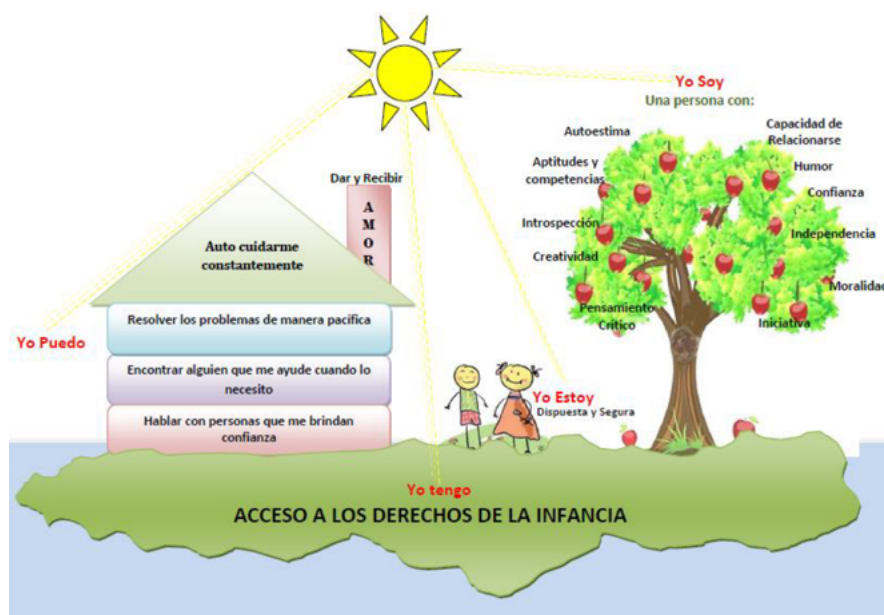 Yo Soy
Una persona con:
Autoestima
Capacidad de
Relacionarse
Aptitudes y
competencias
Humor
Confianza
Introspección
Independencia
Creatividad
Moralidad
Pensamiento
Crítico
Iniciativa
Dar y Recibir
A
M
O
R
Auto cuidarme
constantemente
Yo Puedo
Resolver los problemas de manera pacífica
Encontrar alguien que me ayude cuando lo
necesito
Hablar con personas que me brindan
confianza
Yo Estoy
Dispuesta y Segura
Yo tengo
ACCESO A LOS DERECHOS DE LA INFANCIA